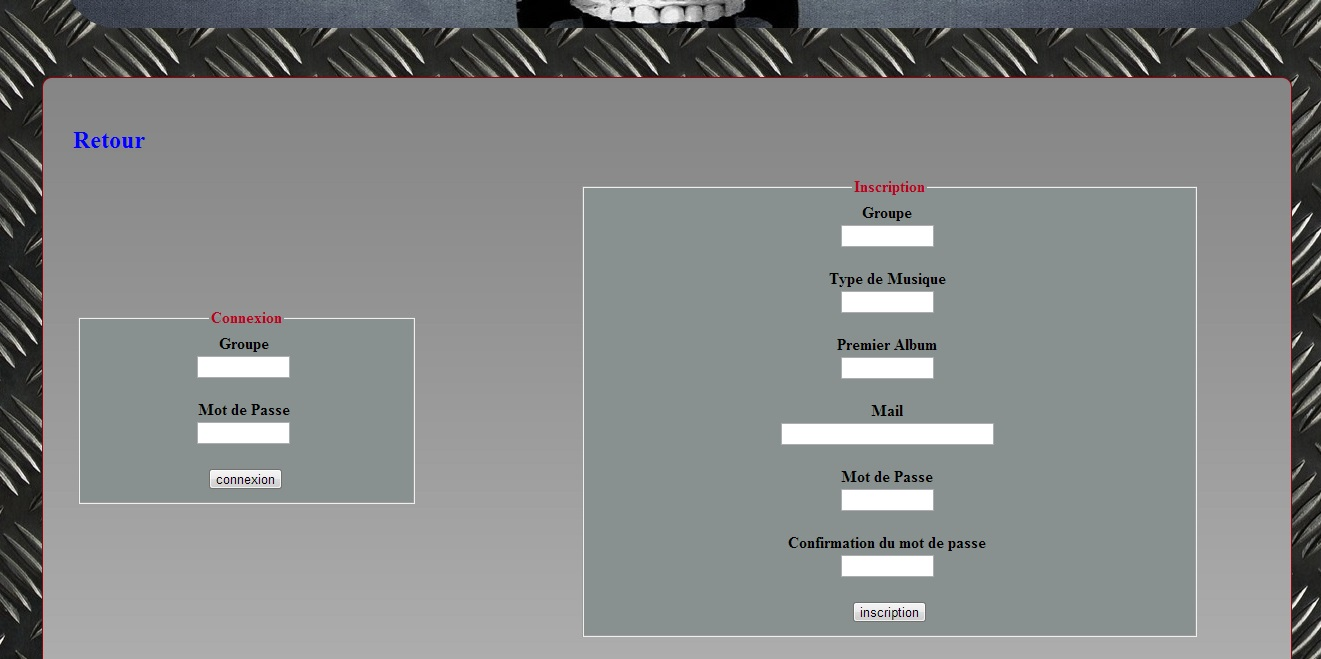 Retour
Connexion
Groupe
Mot de Passe
connexion
Inscription
Groupe
Type de Musique
Premier Album
Mail
Mot de Passe
Confirmation du mot de passe
inscription